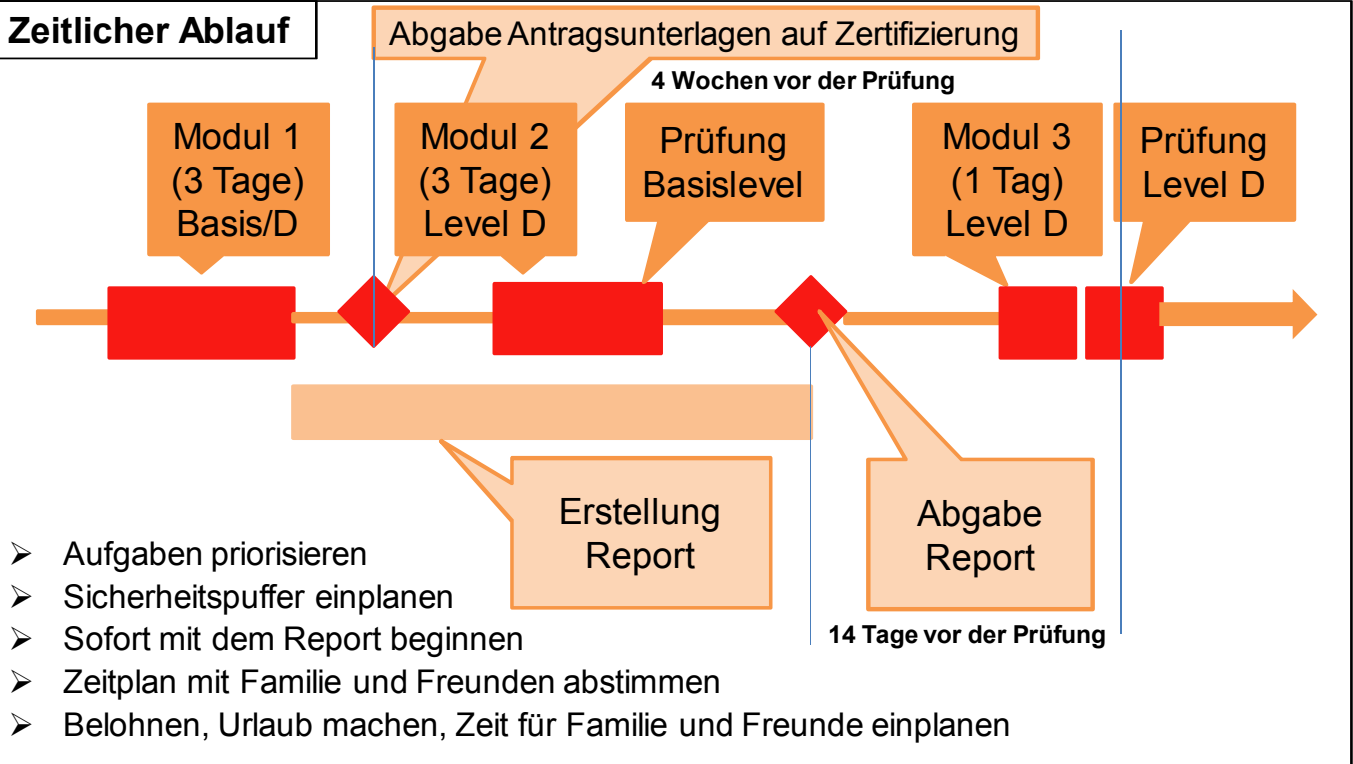 Zeitlicher Ablauf
Abgabe Antragsunterlagen auf Zertifizierung
4 Wochen vor der Prüfung
Modul 1
(3 Tage)
Basis/D
Modul 2
(3 Tage)
Level D
Prüfung
Basislevel
Modul 3
(1 Tag)
Level D
Prüfung
Level D
Erstellung
Report
Abgabe
Report
14 Tage vor der Prüfung
➢ Aufgaben priorisieren
➢ Sicherheitspuffer einplanen
➢ Sofort mit dem Report beginnen
➢ Zeitplan mit Familie und Freunden abstimmen
➢ Belohnen, Urlaub machen, Zeit für Familie und Freunde einplanen